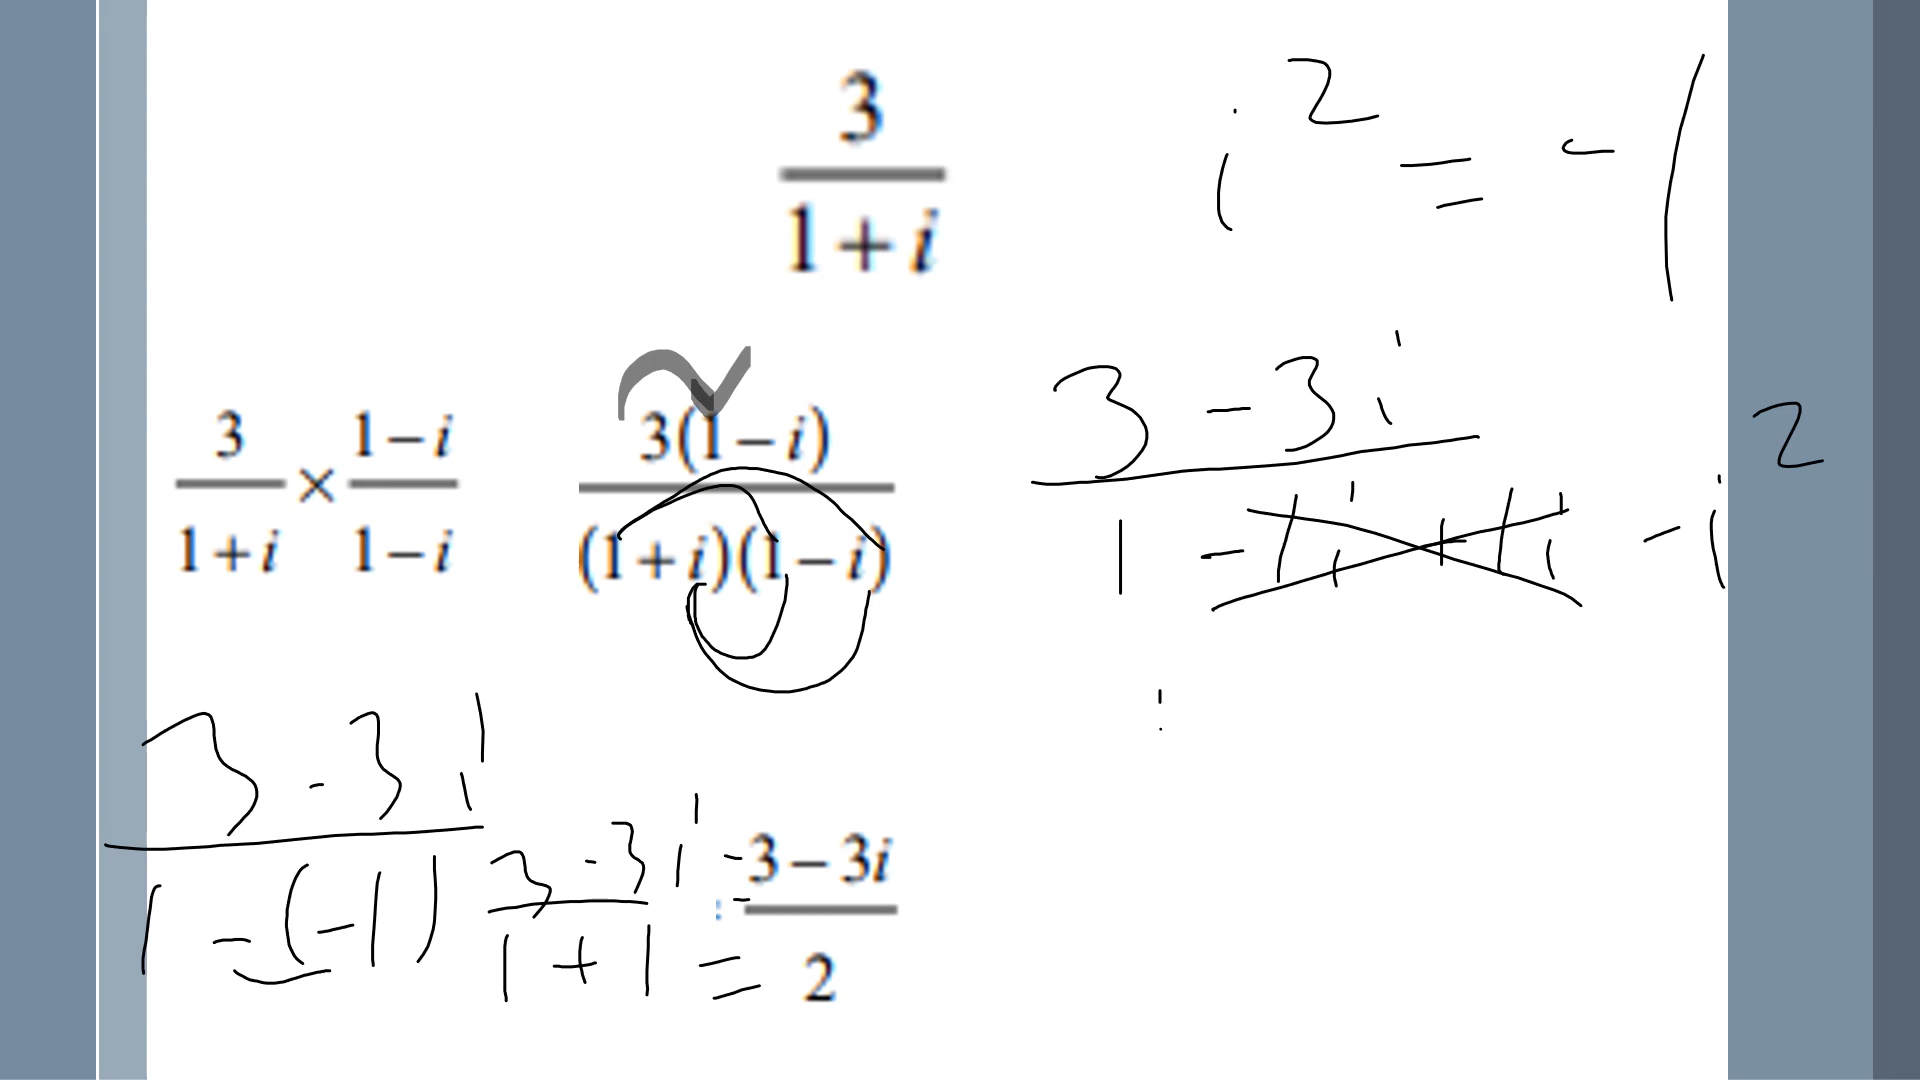 3/(1+i)
i² = -1
3/(1+i) × (1-i)/(1-i)
3(1-i)/((1+i)(1-i))
(3 - 3i)/(1 - 1i + 1i - i²)
(3 - 3i)/(1 - (-1))
(3 - 3i)/(1 + 1) = = (3-3i)/2